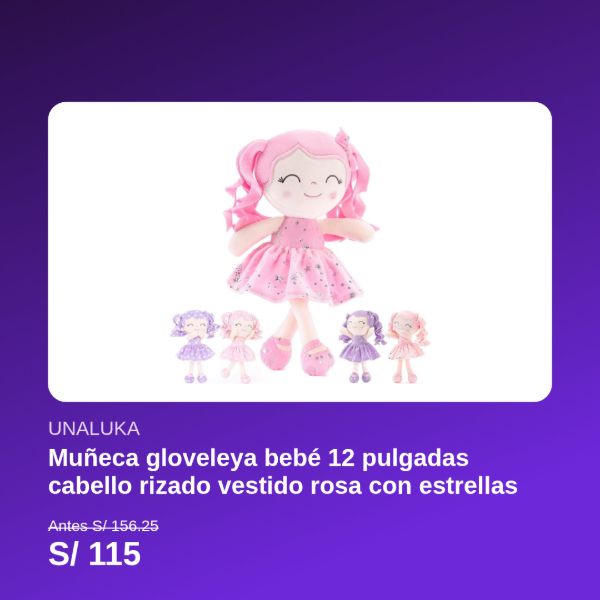 UNALUKA
Muñeca gloveleya bebé 12 pulgadas
cabello rizado vestido rosa con estrellas
Antes S/ 156.25
S/ 115